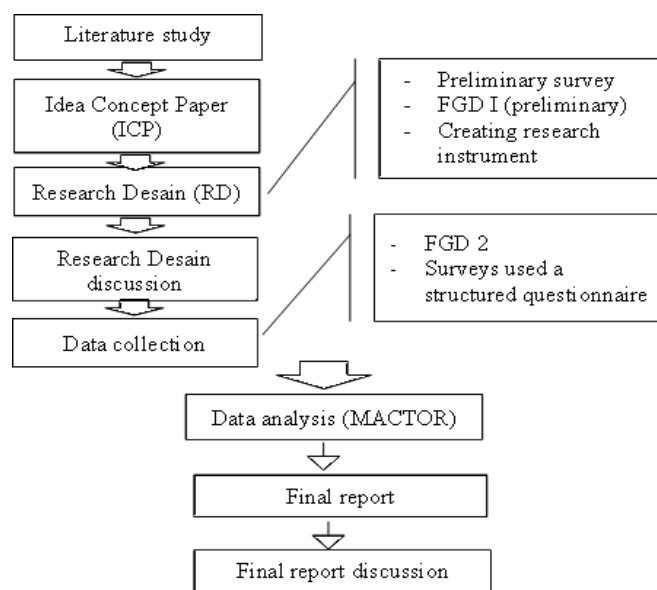 Literature study
Idea Concept Paper
(ICP)
Research Desain (RD)
Research Desain
discussion
Data collection
- Preliminary survey
- FGD I (preliminary)
- Creating research
instrument
- FGD 2
- Surveys used a
structured questionnaire
Data analysis (MACTOR)
Final report
Final report discussion